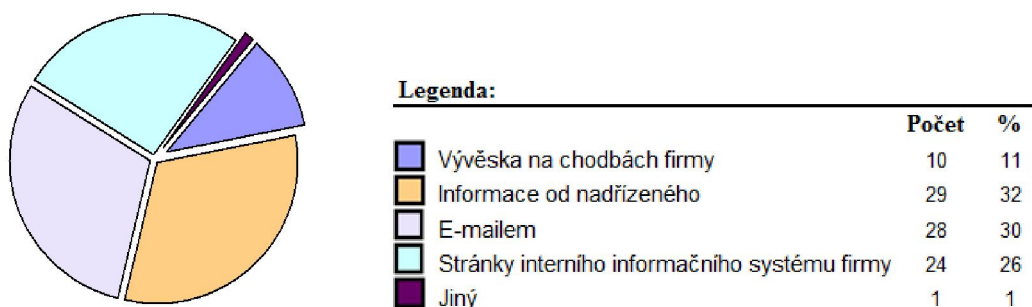 Legenda:
Počet %
Vývěska na chodbách firmy 10 11
Informace od nadřízeného 29 32
E-mailem 28 30
Stránky interního informačního systému firmy 24 26
Jiný 1 1